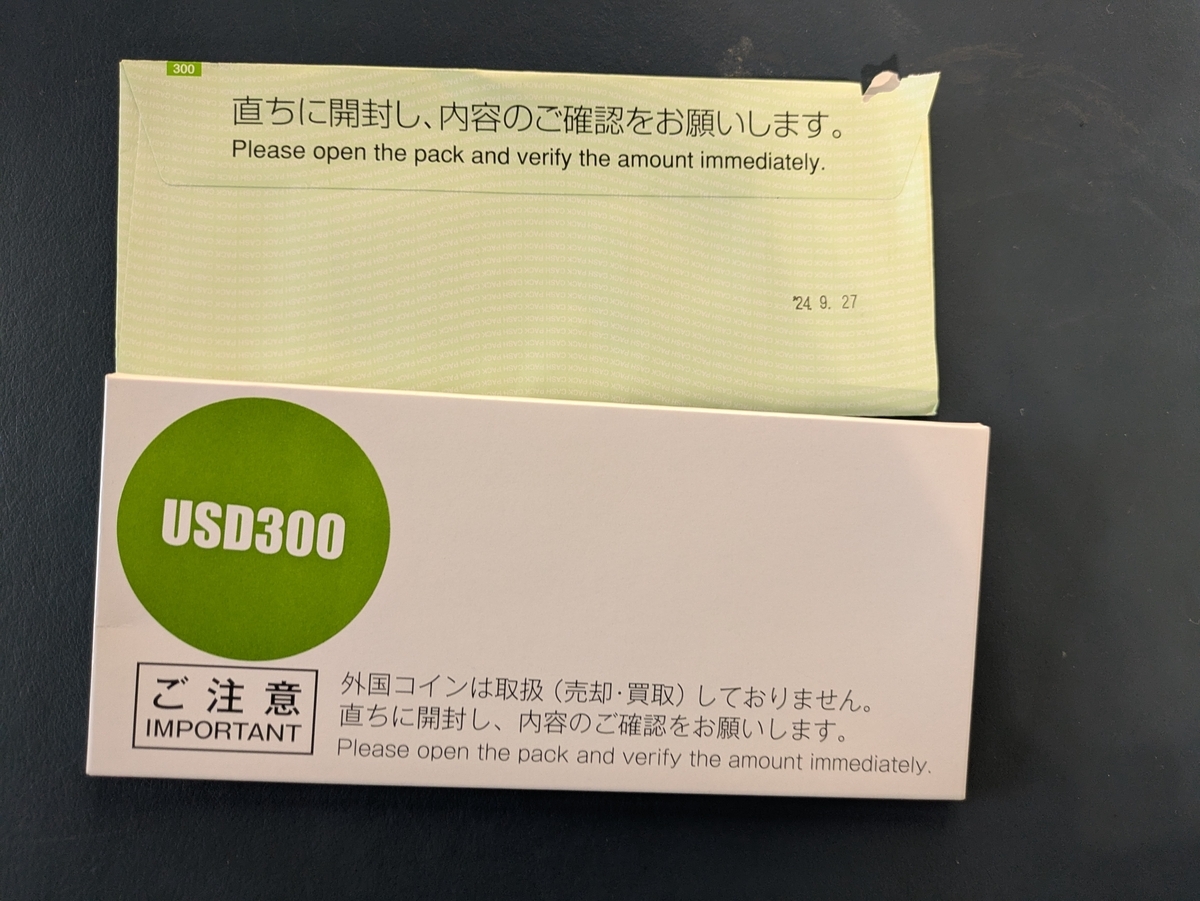 300
直ちに開封し、内容のご確認をお願いします。
Please open the pack and verify the amount immediately.
'24. 9. 27
USD300
ご注意
IMPORTANT
外国コインは取扱（売却・買取）しておりません。
直ちに開封し、内容のご確認をお願いします。
Please open the pack and verify the amount immediately.